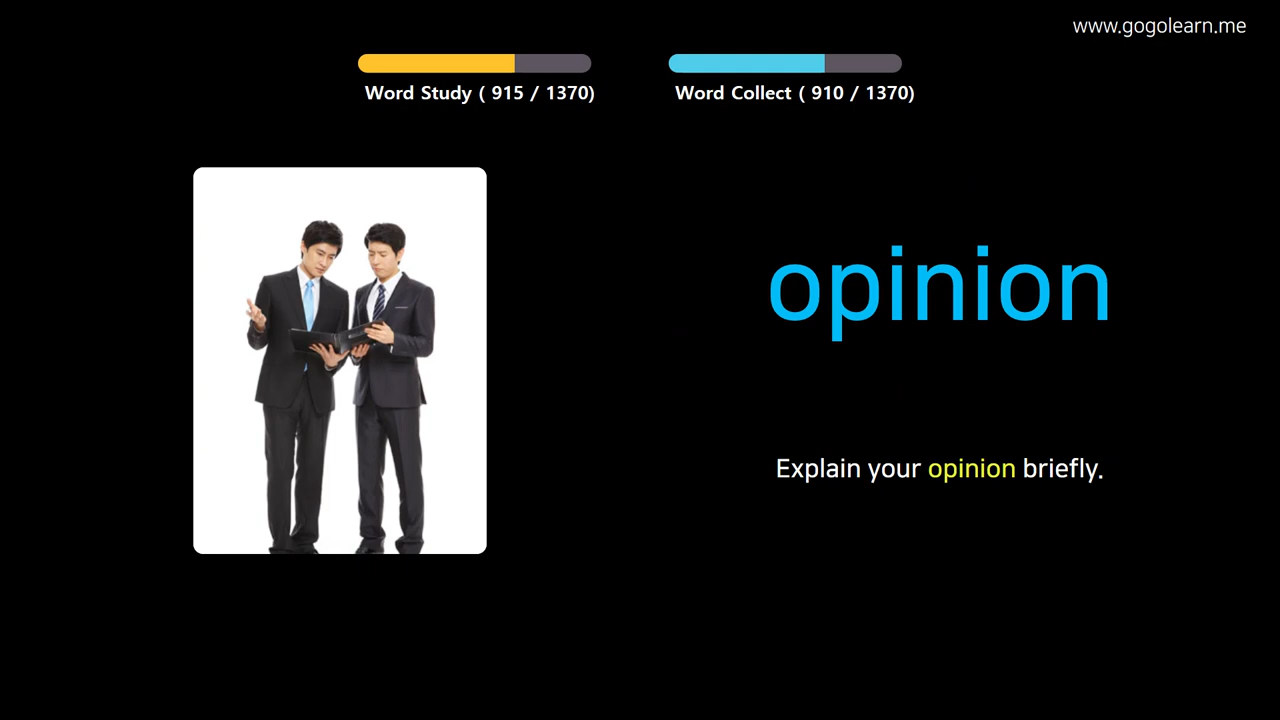 www.gogolearn.me
Word Study ( 915 / 1370)
Word Collect ( 910 / 1370)
opinion
Explain your opinion briefly.